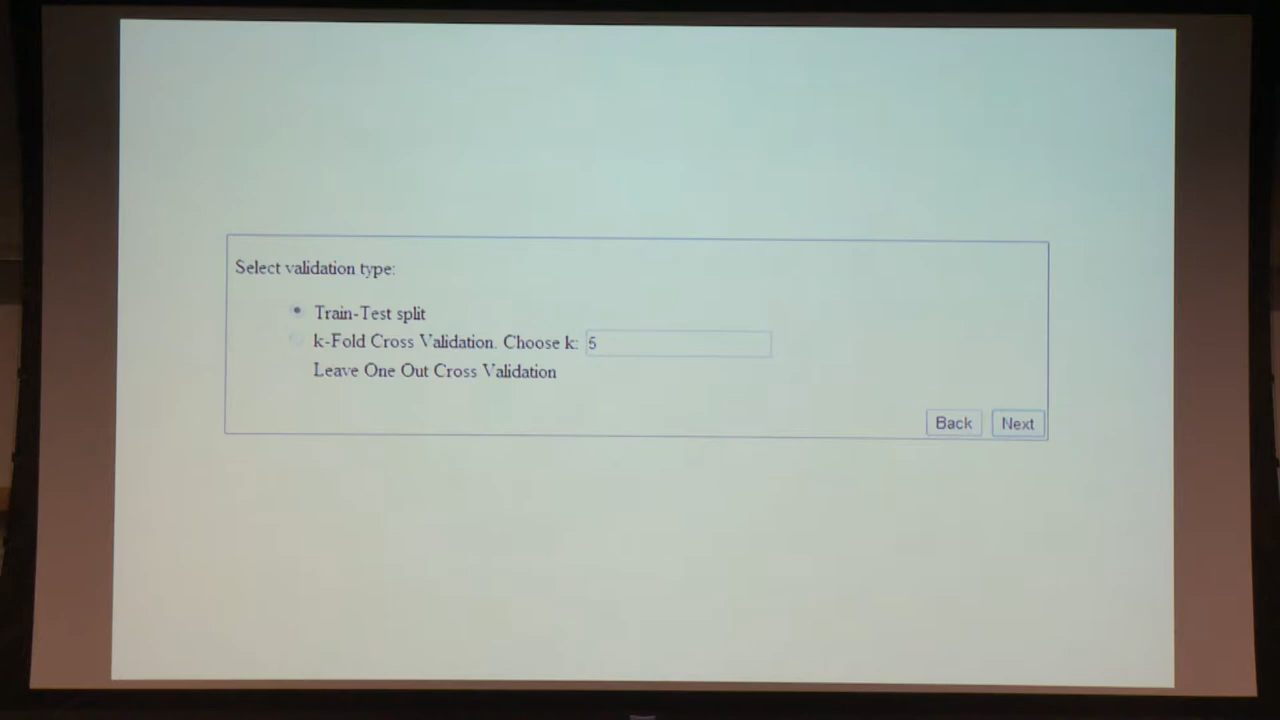 Select validation type:
Train-Test split
k-Fold Cross Validation. Choose k: 5
Leave One Out Cross Validation
Back Next